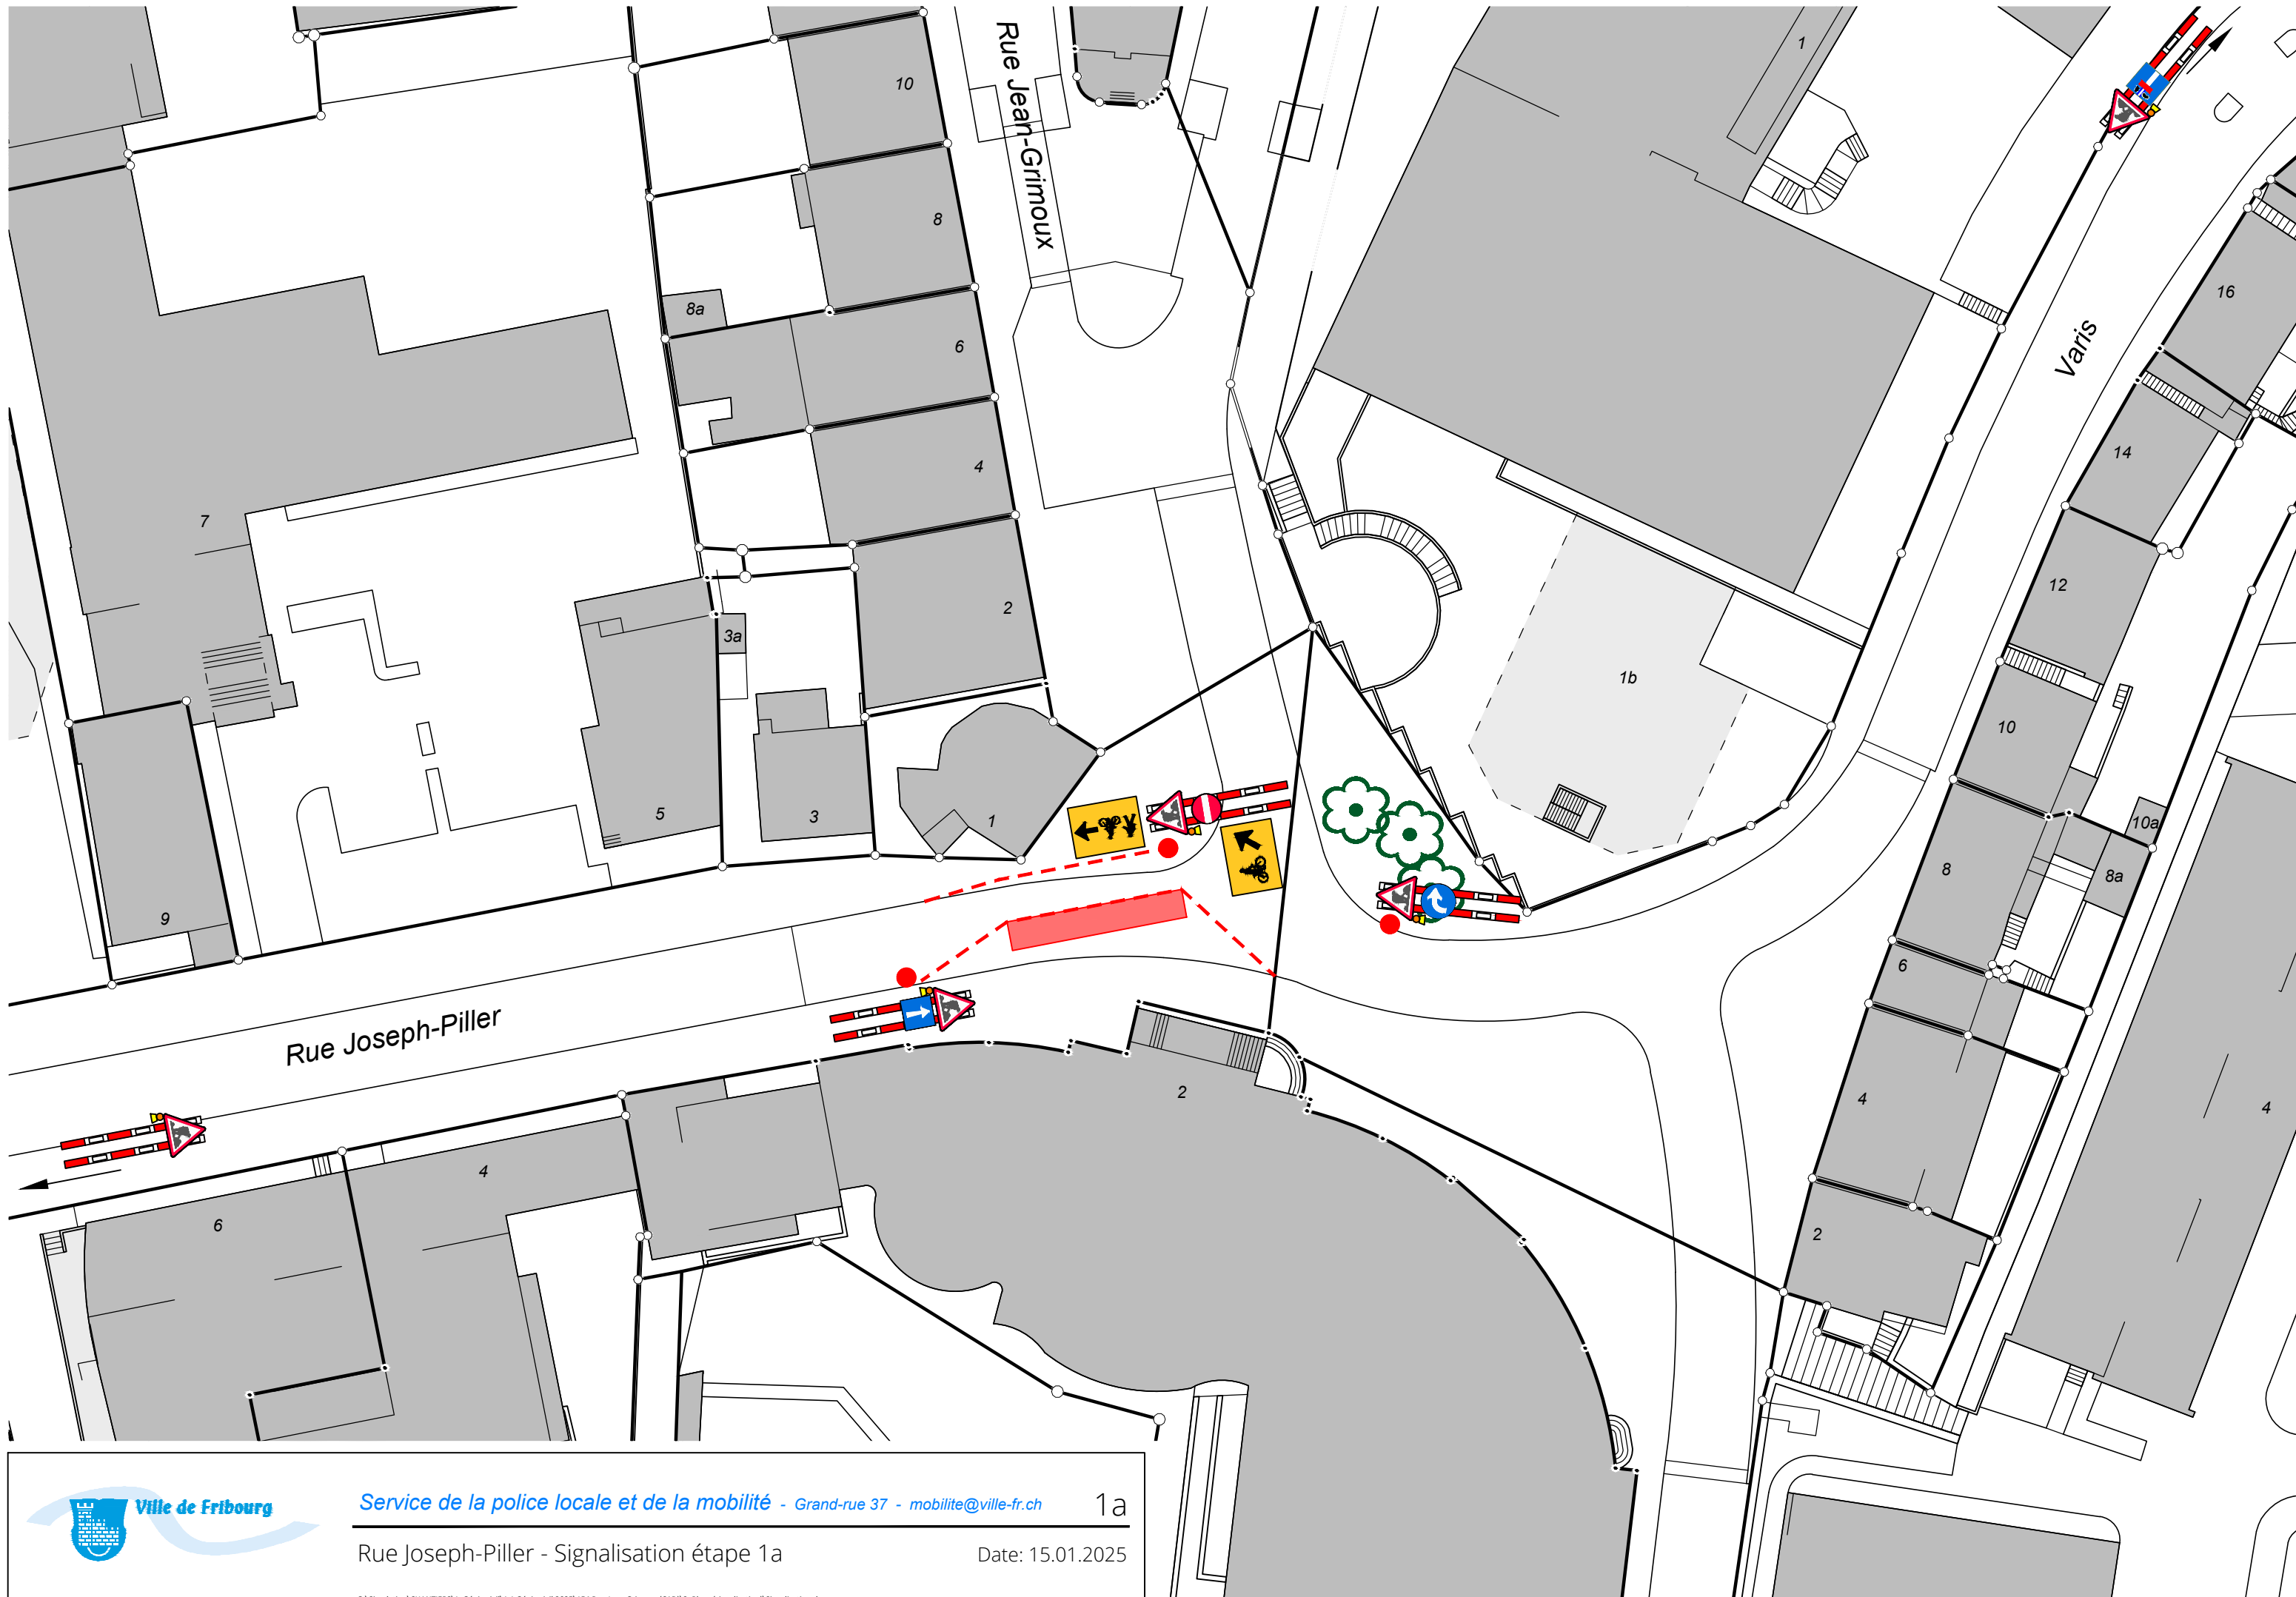 Rue Jean-Grimoux
1
10
8
8a
16
6
Varis
4
14
7
12
2
3a
1b
10
5
3
1
10a
8
8a
9
6
Rue Joseph-Piller
2
4
4
4
6
2
Ville de Fribourg
Service de la police locale et de la mobilité - Grand-rue 37 - mobilite@ville-fr.ch
1a
Rue Joseph-Piller - Signalisation étape 1a
Date: 15.01.2025